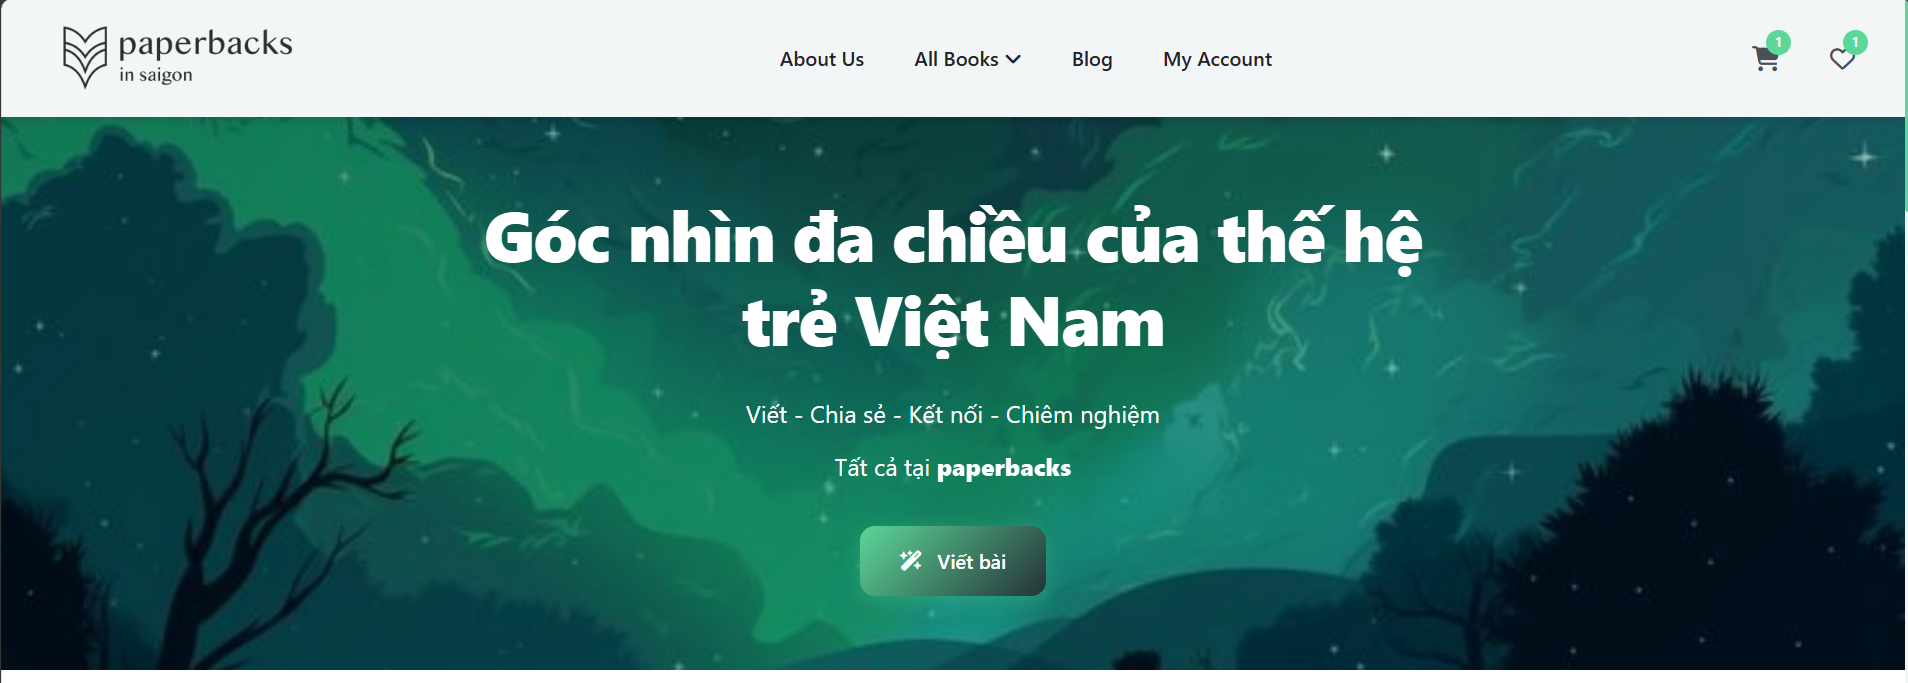 paperbacks
in saigon
About Us
All Books
Blog
My Account
1
1
Góc nhìn đa chiều của thế hệ
trẻ Việt Nam
Viết - Chia sẻ - Kết nối - Chiêm nghiệm
Tất cả tại paperbacks
Viết bài